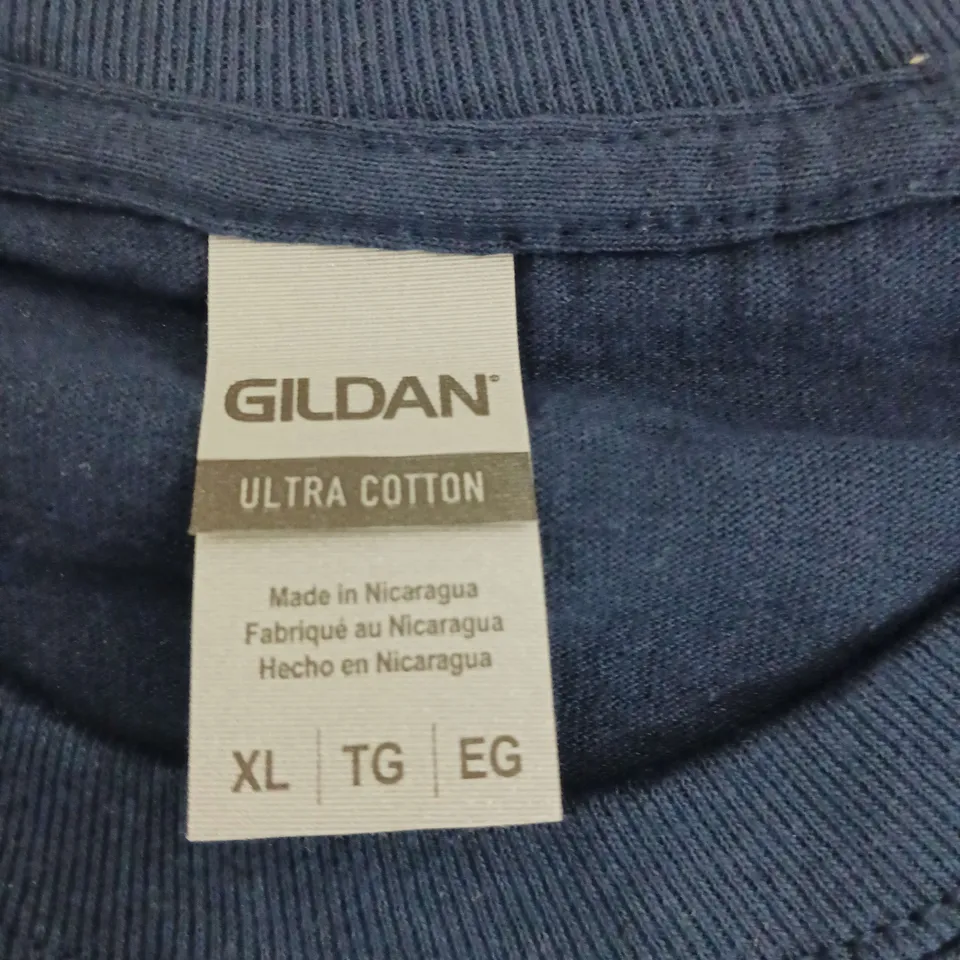 GILDAN®
ULTRA COTTON
Made in Nicaragua
Fabriqué au Nicaragua
Hecho en Nicaragua
XL | TG | EG